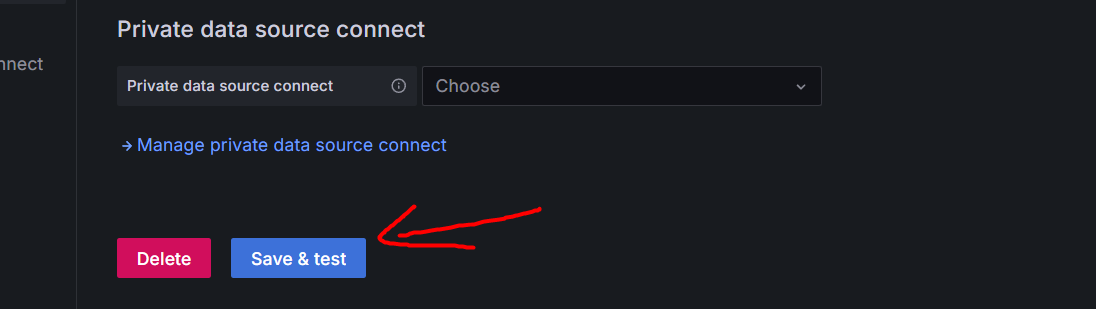 Private data source connect
nnect
Private data source connect
Choose
Manage private data source connect
Delete
Save & test